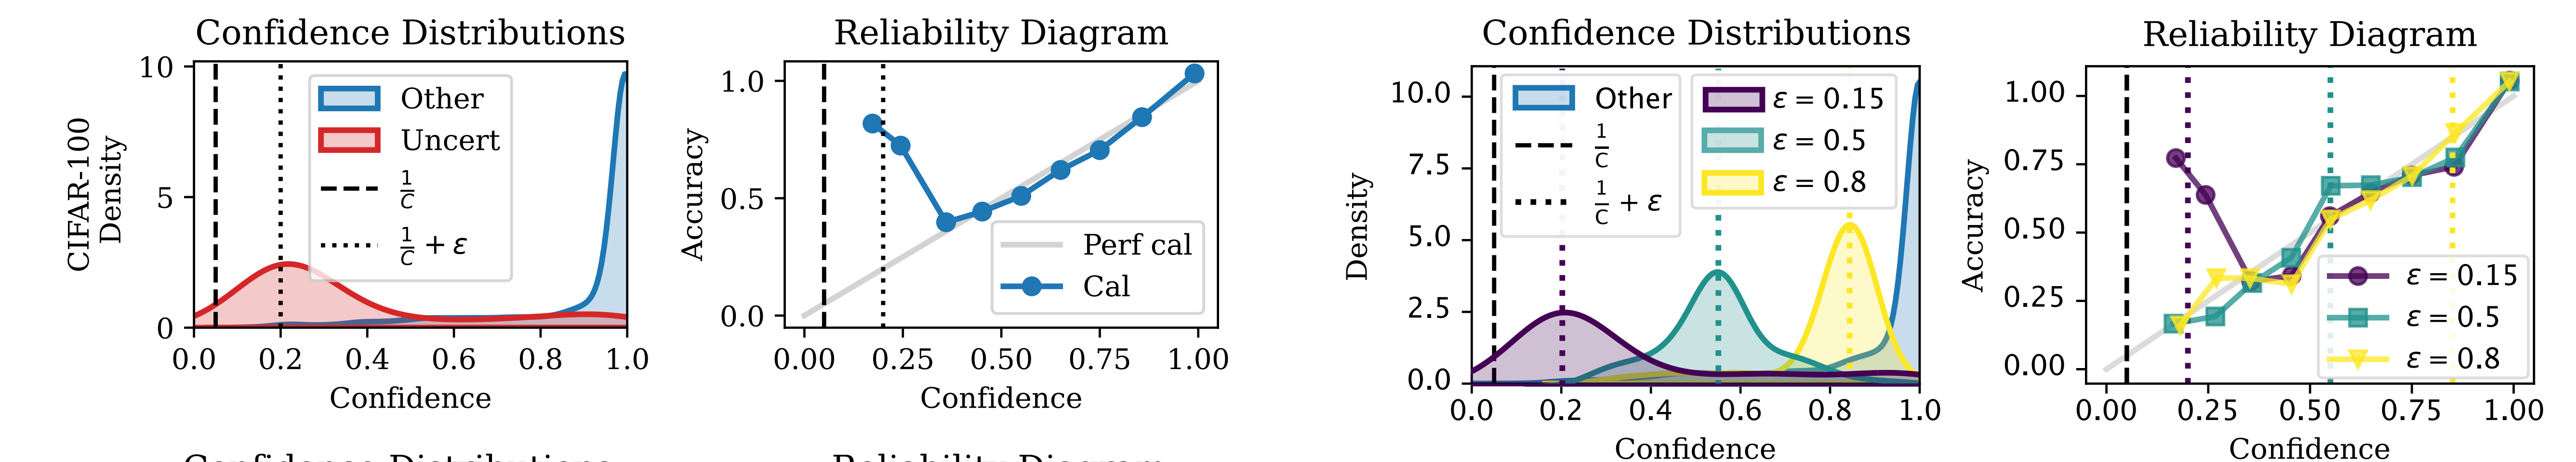 Confidence Distributions
CIFAR-100
Density
10
5
0
Other
Uncert
1/C
1/C + ε
0.0 0.2 0.4 0.6 0.8 1.0
Confidence
Reliability Diagram
Accuracy
1.0
0.5
0.0
Perf cal
Cal
0.00 0.25 0.50 0.75 1.00
Confidence
Confidence Distributions
Density
10.0
7.5
5.0
2.5
0.0
Other
1/C
1/C + ε
ε = 0.15
ε = 0.5
ε = 0.8
0.0 0.2 0.4 0.6 0.8 1.0
Confidence
Reliability Diagram
Accuracy
1.00
0.75
0.50
0.25
0.00
ε = 0.15
ε = 0.5
ε = 0.8
0.00 0.25 0.50 0.75 1.00
Confidence
Confidence Distributions
Reliability Diagram